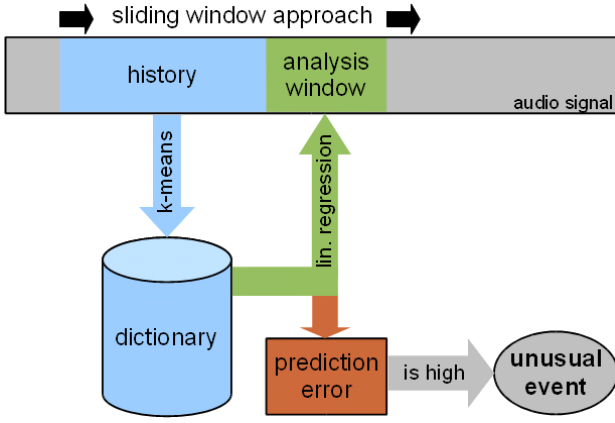 sliding window approach
history
analysis
window
audio signal
k-means
lin. regression
dictionary
prediction
error
is high
unusual
event